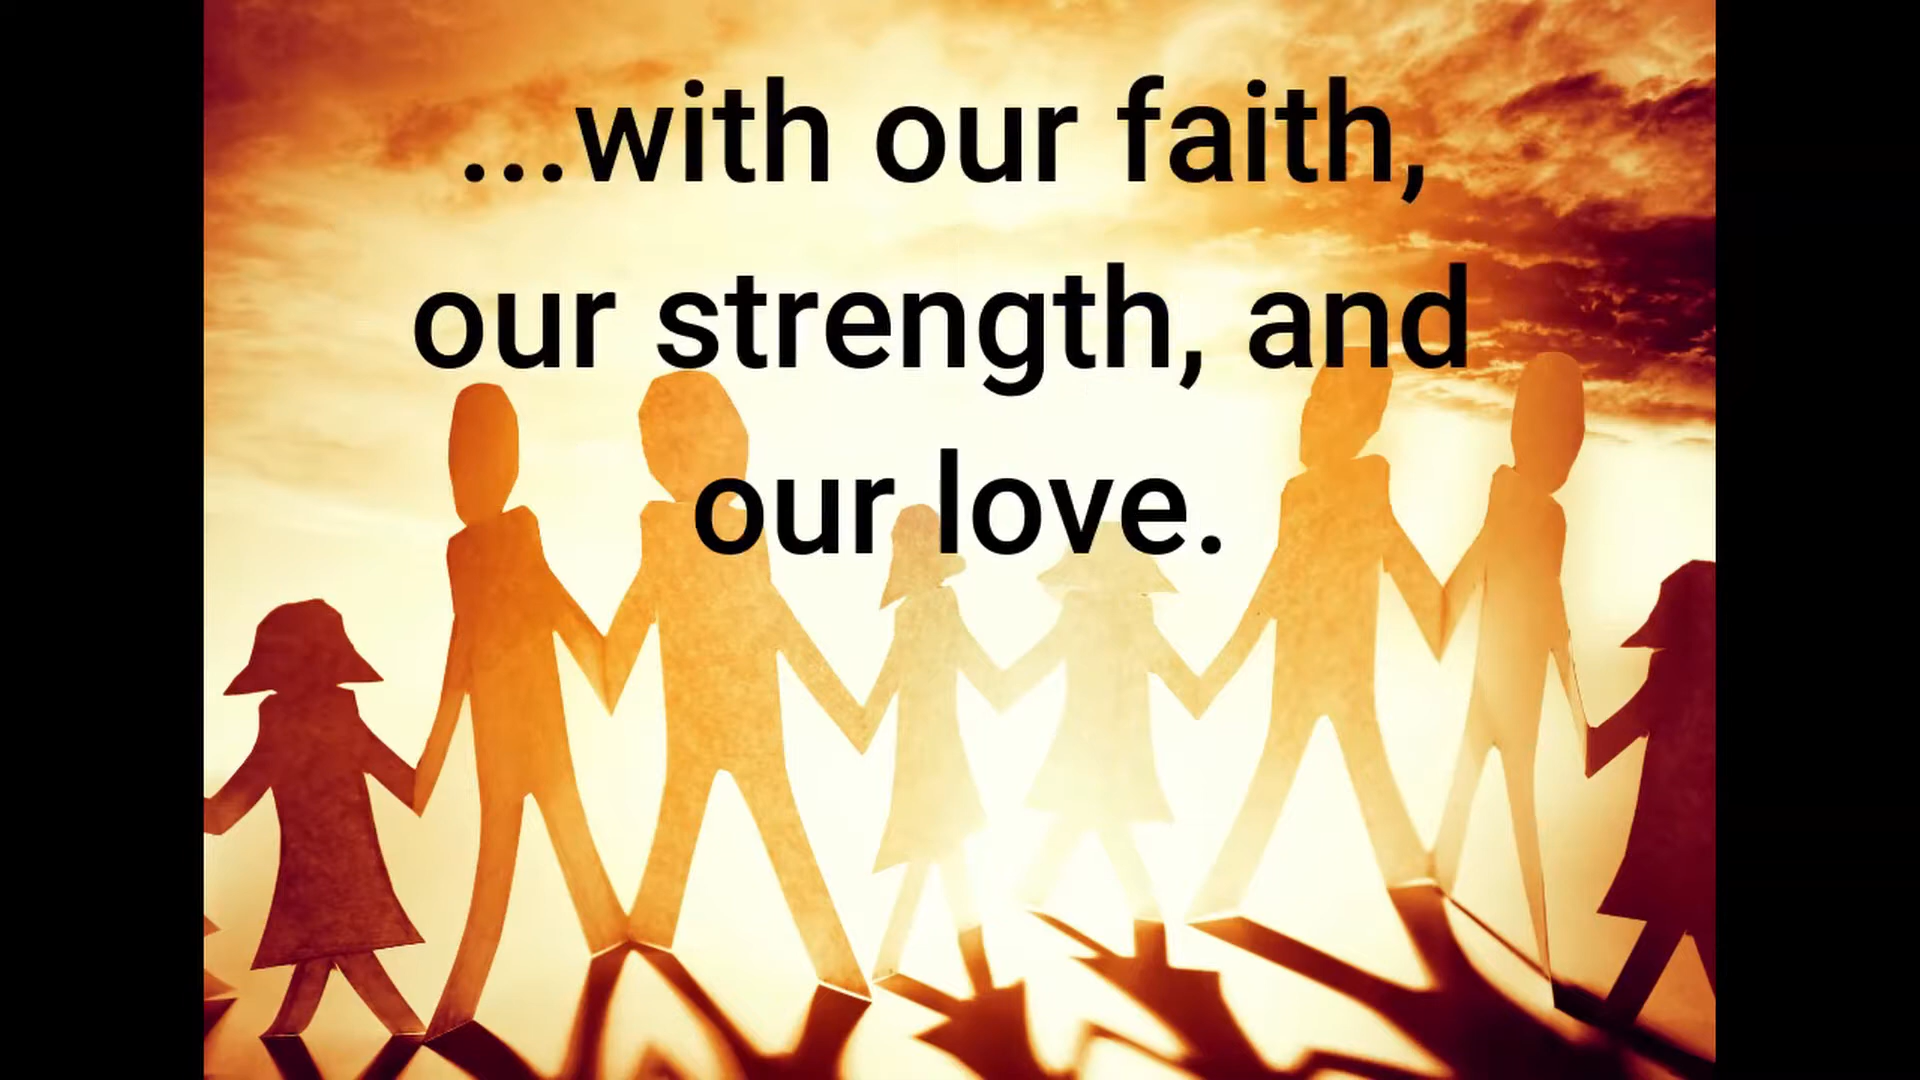 ...with our faith,
our strength, and
our love.